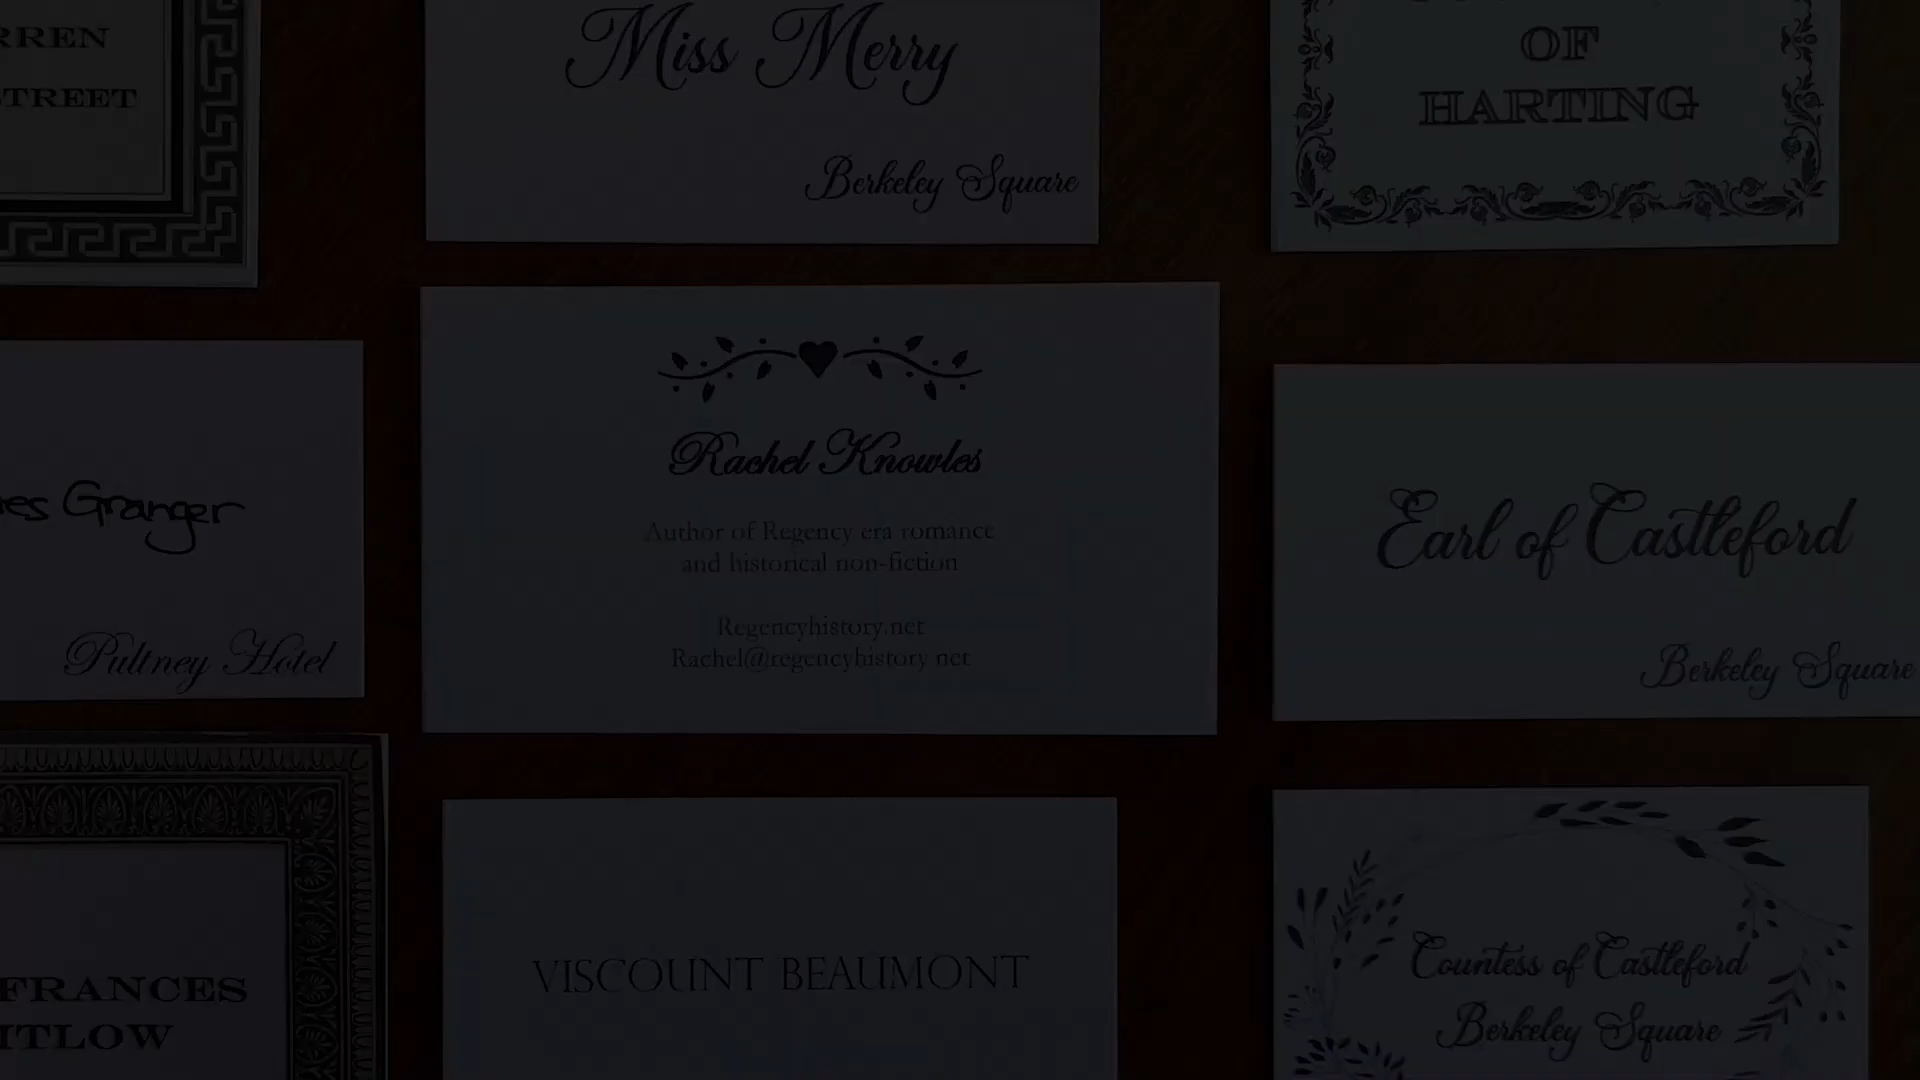 RREN
STREET
Miss Merry
Berkeley Square
OF
HARTING
es Granger
Pultney Hotel
Rachel Knowles
Author of Regency era romance
and historical non-fiction
Regencyhistory.net
Rachel@regencyhistory.net
Earl of Castleford
Berkeley Square
FRANCES
ITLOW
VISCOUNT BEAUMONT
Countess of Castleford
Berkeley Square